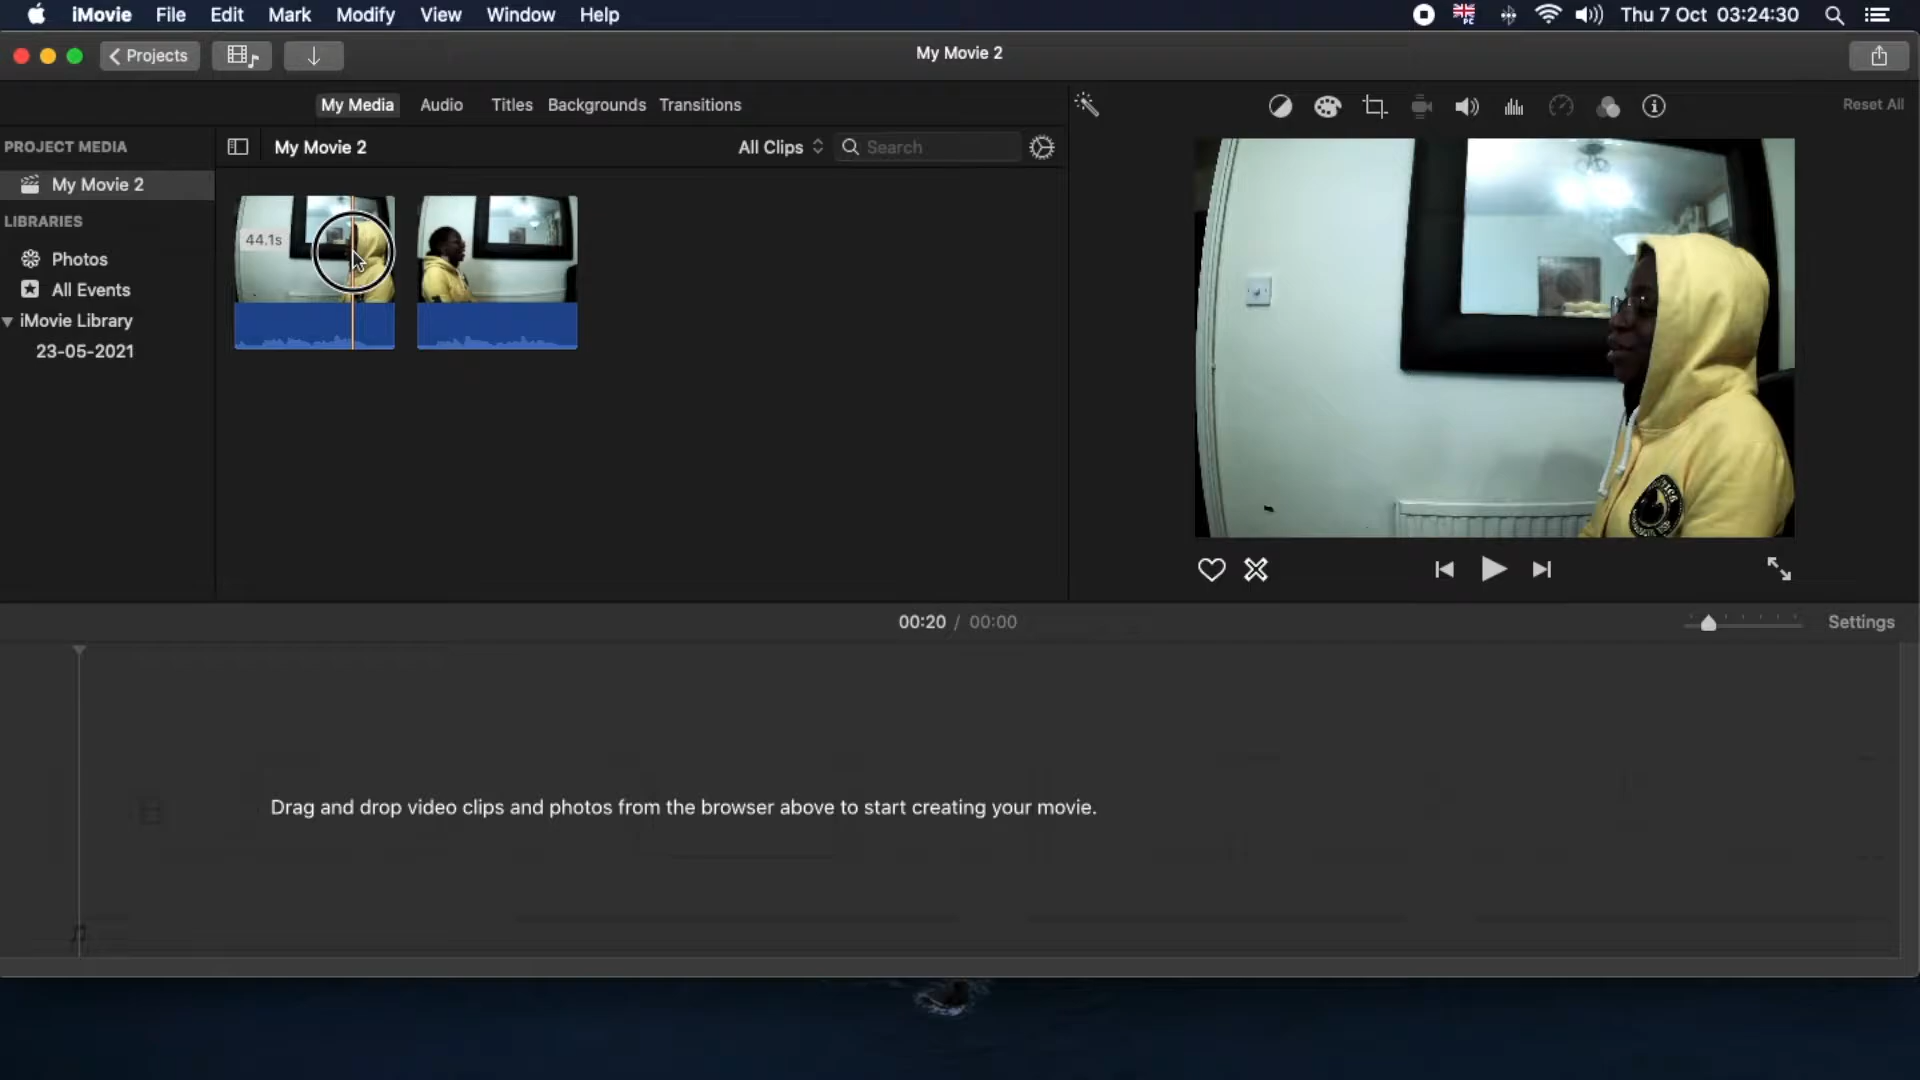 iMovie File Edit Mark Modify View Window Help Thu 7 Oct 03:24:30
Projects My Movie 2
My Media Audio Titles Backgrounds Transitions Reset All
PROJECT MEDIA
My Movie 2 All Clips Search
My Movie 2
LIBRARIES
44.1s
Photos
All Events
iMovie Library
23-05-2021
00:20 / 00:00 Settings
Drag and drop video clips and photos from the browser above to start creating your movie.